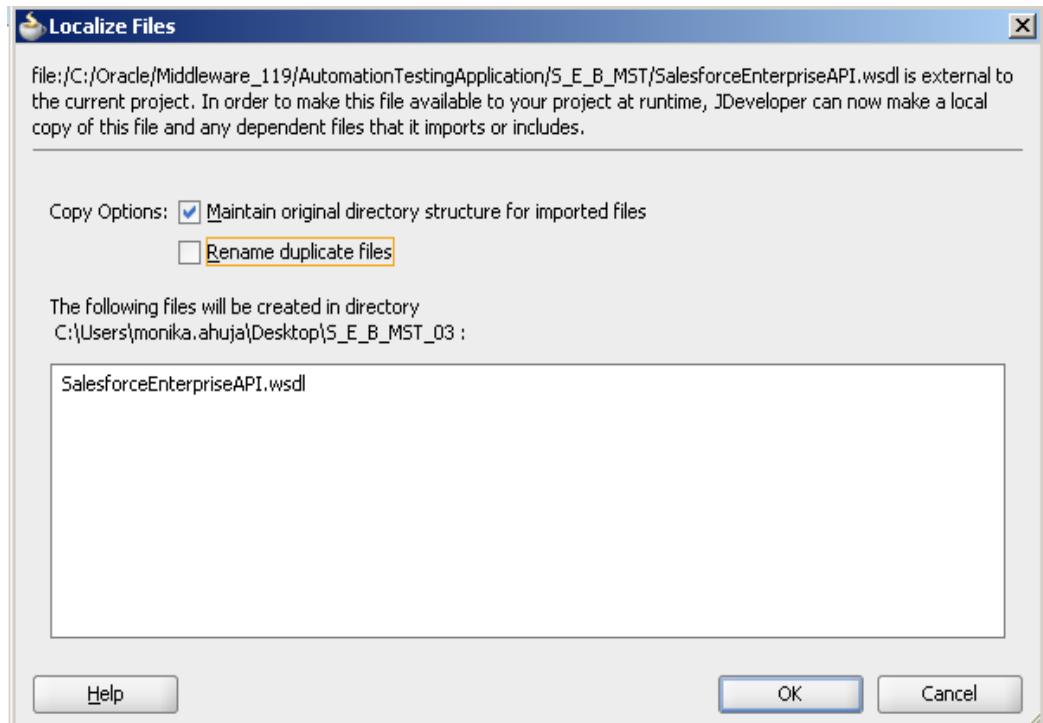 Localize Files
file:/C:/Oracle/Middleware_119/AutomationTestingApplication/S_E_B_MST/SalesforceEnterpriseAPI.wsdl is external to
the current project. In order to make this file available to your project at runtime, JDeveloper can now make a local
copy of this file and any dependent files that it imports or includes.
Copy Options: Maintain original directory structure for imported files
Rename duplicate files
The following files will be created in directory
C:\Users\monika.ahuja\Desktop\S_E_B_MST_03 :
SalesforceEnterpriseAPI.wsdl
Help OK Cancel